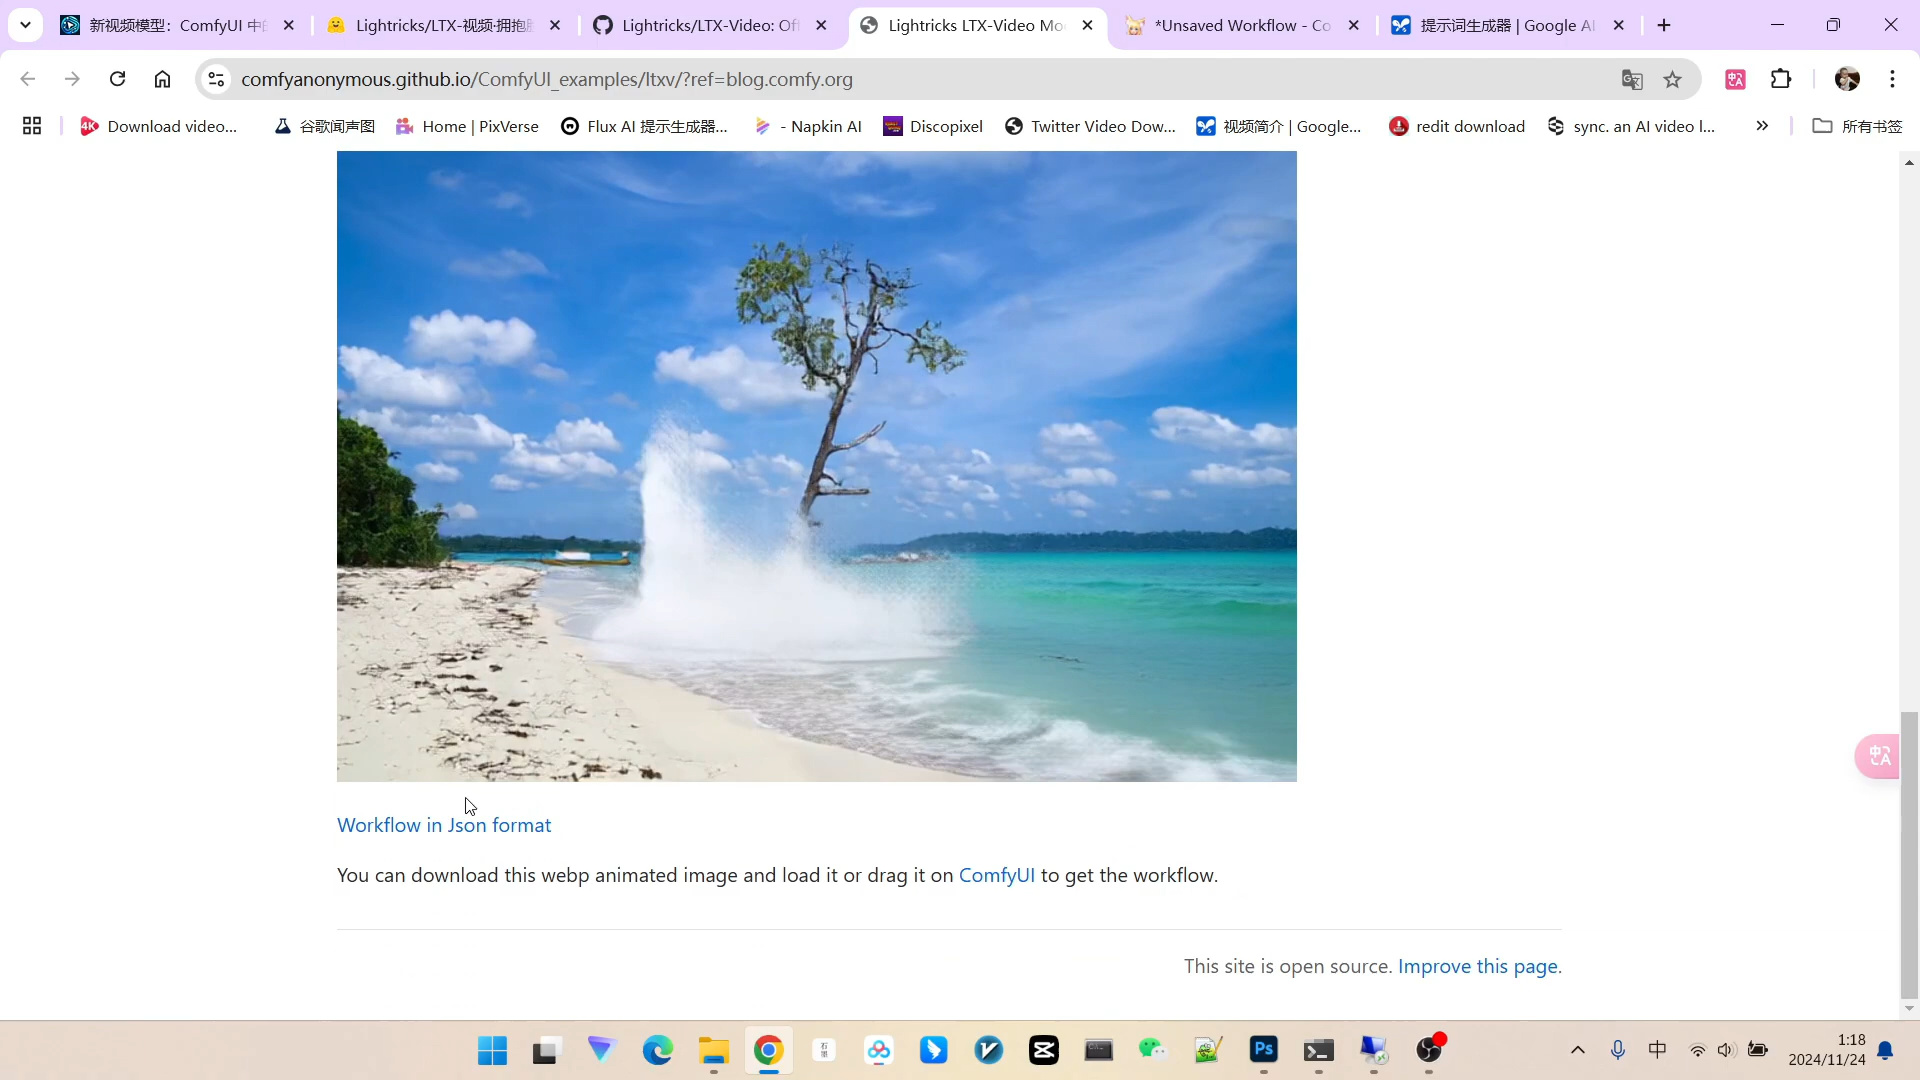 新视频模型：ComfyUI 中
Lightricks/LTX-视频·拥抱
Lightricks/LTX-Video: Of
Lightricks LTX-Video Mo
*Unsaved Workflow - Co
提示词生成器 | Google AI
comfyanonymous.github.io/ComfyUI_examples/ltxv/?ref=blog.comfy.org
Download video...
谷歌闻声图
Home | PixVerse
Flux AI 提示生成器...
- Napkin AI
Discopixel
Twitter Video Dow...
视频简介 | Google...
redit download
sync. an AI video l...
所有书签
Workflow in Json format
You can download this webp animated image and load it or drag it on ComfyUI to get the workflow.
This site is open source. Improve this page.
中
1:18
2024/11/24